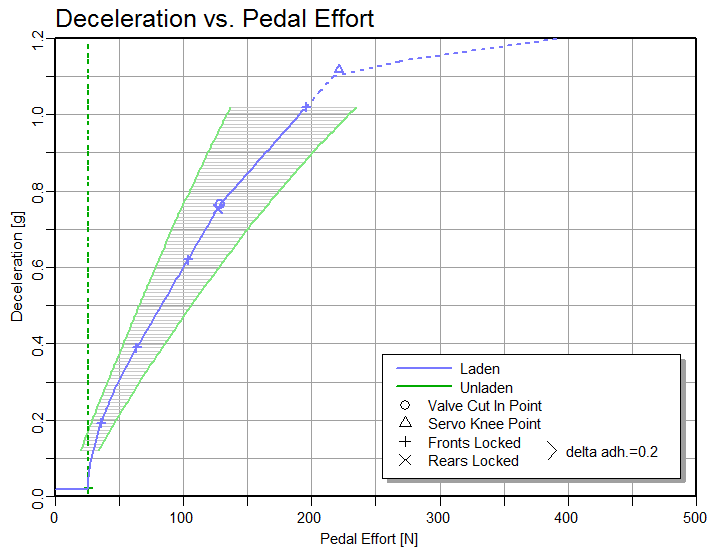 Deceleration vs. Pedal Effort
1.2
1.0
0.8
0.6
0.4
0.2
0.0
Deceleration [g]
0 100 200 300 400 500
Pedal Effort [N]
Laden
Unladen
Valve Cut In Point
Servo Knee Point
Fronts Locked
Rears Locked
delta adh.=0.2